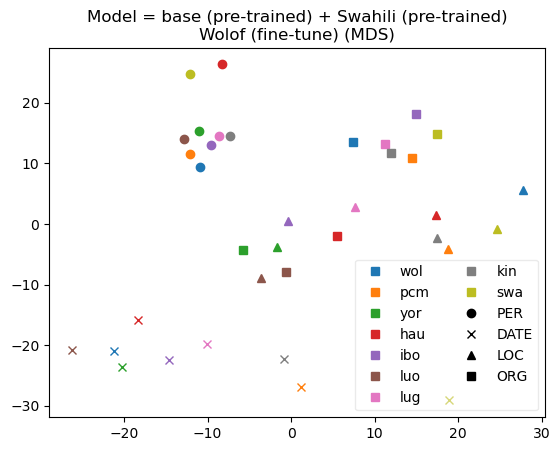 Model = base (pre-trained) + Swahili (pre-trained)
Wolof (fine-tune) (MDS)
20
10
0
−10
−20
−30
wol
pcm
yor
hau
ibo
luo
lug
kin
swa
PER
DATE
LOC
ORG
−20
−10
0
10
20
30